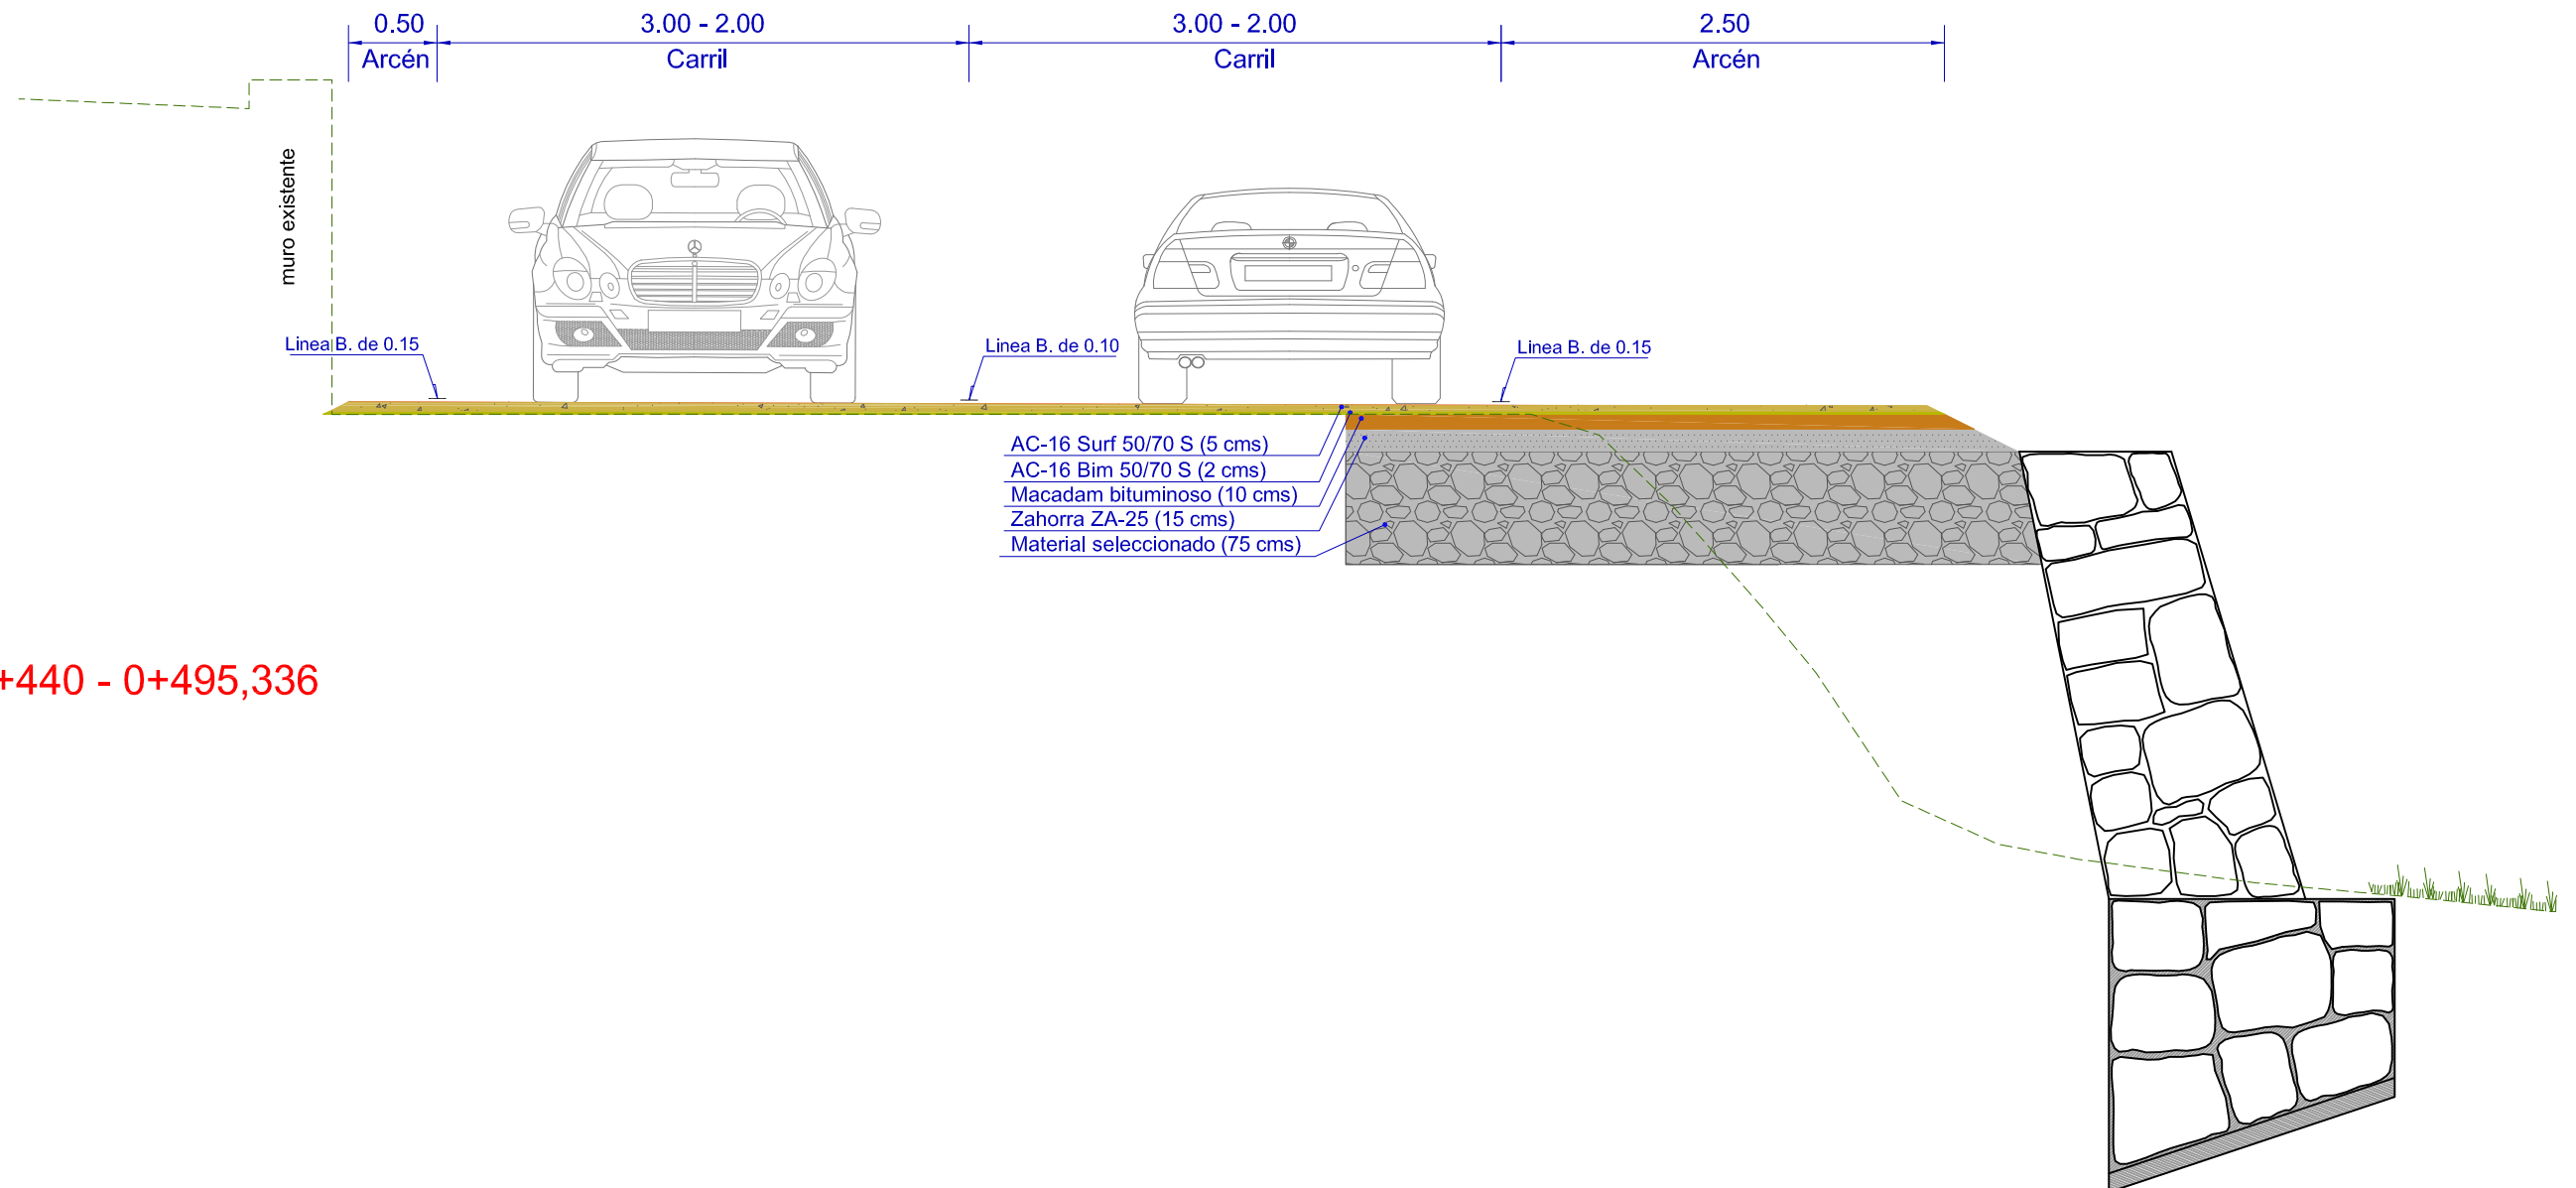 0.50 3.00 - 2.00 3.00 - 2.00 2.50
Arcén Carril Carril Arcén
muro existente
Linea B. de 0.15
Linea B. de 0.10
Linea B. de 0.15
AC-16 Surf 50/70 S (5 cms)
AC-16 Bim 50/70 S (2 cms)
Macadam bituminoso (10 cms)
Zahorra ZA-25 (15 cms)
Material seleccionado (75 cms)
+440 - 0+495,336